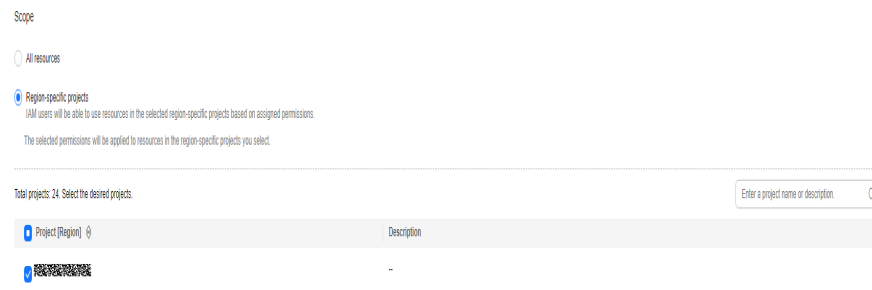 Scope
All resources
Region-specific projects
IAM users will be able to use resources in the selected region-specific projects based on assigned permissions.
The selected permissions will be applied to resources in the region-specific projects you select.
Total projects: 24. Select the desired projects.
Enter a project name or description.
Project [Region] Description
--